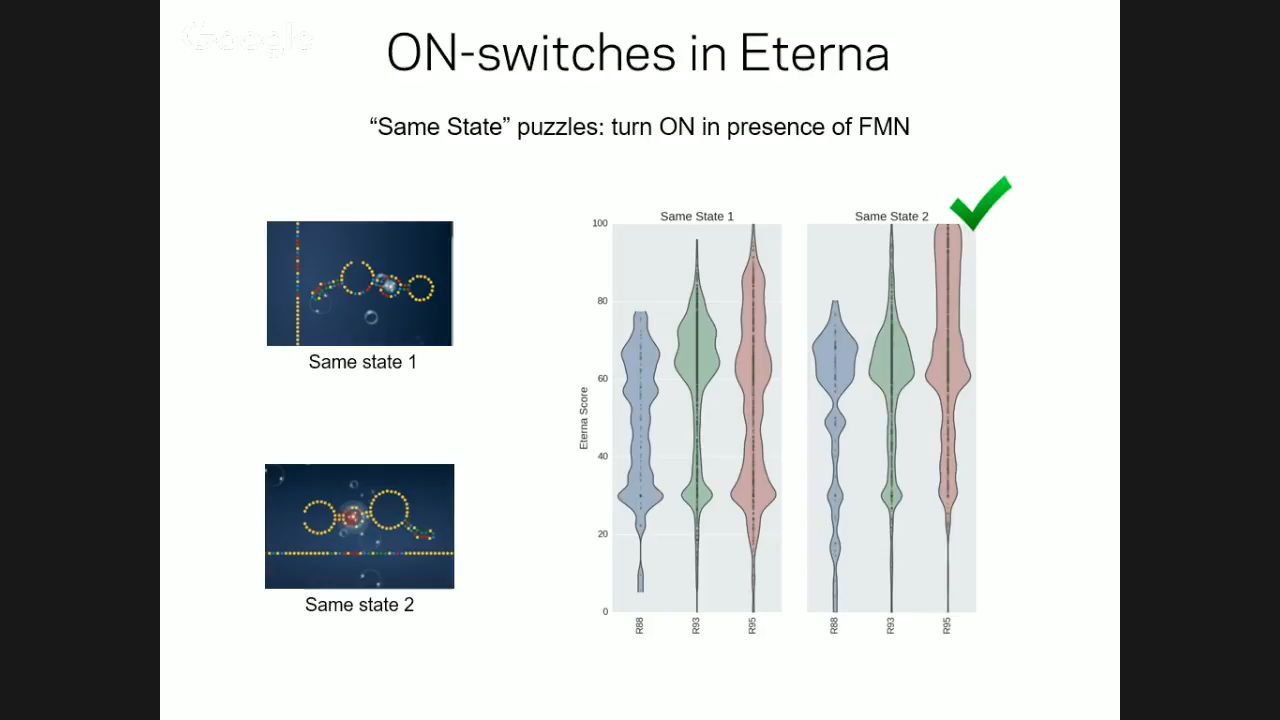 Google
ON-switches in Eterna
“Same State” puzzles: turn ON in presence of FMN
Same state 1
Same state 2
Same State 1
Same State 2
Eterna Score
100
80
60
40
20
0
R88
R93
R95
R88
R93
R95